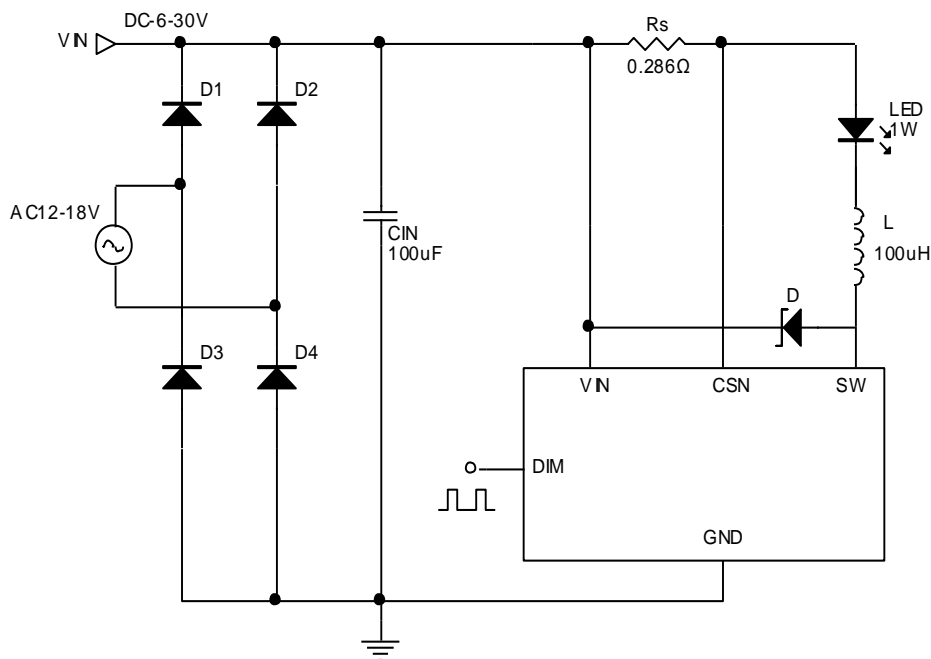 DC-6-30V
VIN
Rs
0.286Ω
D1
D2
LED
1W
AC12-18V
CIN
100uF
L
100uH
D
D3
D4
VIN
CSN
SW
DIM
GND